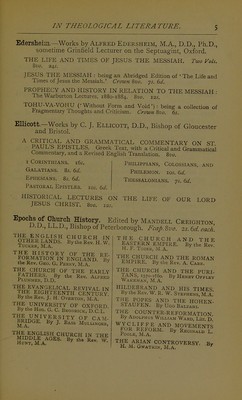 IN THEOLOGICAL LITERATURE. 5
Edersheim.—Works by ALFRED EDERSHEIM, M.A., D.D., Ph.D.,
sometime Grinfield Lecturer on the Septuagint, Oxford.
THE LIFE AND TIMES OF JESUS THE MESSIAH. Two Vols.
8vo. 24s.
JESUS THE MESSIAH: being an Abridged Edition of 'The Life and
Times of Jesus the Messiah.' Crown 8vo. 7s. 6d.
PROPHECY AND HISTORY IN RELATION TO THE MESSIAH:
The Warburton Lectures, 1880-1884. 8vo. 12s.
TOHU-VA-VOHU ('Without Form and Void'): being a collection of
Fragmentary Thoughts and Criticism. Crown 8vo. 6s.
Ellicott.—Works by C. J. ELLICOTT, D.D., Bishop of Gloucester
and Bristol.
A CRITICAL AND GRAMMATICAL COMMENTARY ON ST.
PAUL'S EPISTLES. Greek Text, with a Critical and Grammatical
Commentary, and a Revised English Translation. 8vo.
1 CORINTHIANS. 16s.
GALATIANS. 8s. 6d.
EPHESIANS. 8s. 6d.
PASTORAL EPISTLES. 10s. 6d.
PHILIPPIANS, COLOSSIANS, AND
PHILEMON. 10s. 6d.
THESSALONIANS. 7s. 6d.
HISTORICAL LECTURES ON THE LIFE OF OUR LORD
JESUS CHRIST. 8vo. 12s.
Epochs of Church History. Edited by MANDELL CREIGHTON,
D.D., LL.D., Bishop of Peterborough. Fcap. 8vo. 2s. 6d. each.
THE ENGLISH CHURCH IN
OTHER LANDS. By the Rev. H. W.
TUCKER, M.A.
THE HISTORY OF THE RE-
FORMATION IN ENGLAND. By
the Rev. GEO. G. PERRY, M.A.
THE CHURCH OF THE EARLY
FATHERS. By the Rev. ALFRED
PLUMMER, D.D.
THE EVANGELICAL REVIVAL IN
THE EIGHTEENTH CENTURY.
By the Rev. J. H. OVERTON, M.A.
THE UNIVERSITY OF OXFORD.
By the Hon. G. C. BRODRICK, D.C.L.
THE UNIVERSITY OF CAM-
BRIDGE. By J. BASS MULLINGER,
M.A.
THE ENGLISH CHURCH IN THE
MIDDLE AGES. By the Rev. W.
HUNT, M.A.
THE CHURCH AND THE
EASTERN EMPIRE. By the Rev.
H. F. TOZER, M.A.
THE CHURCH AND THE ROMAN
EMPIRE. By the Rev. A. CARR.
THE CHURCH AND THE PURI-
TANS, 1570-1660. By HENRY OFFLEY
WAKEMAN, M.A.
HILDEBRAND AND HIS TIMES.
By the Rev. W. R. W. STEPHENS, M.A.
THE POPES AND THE HOHEN-
STAUFEN. By UGO BALZANI.
THE COUNTER-REFORMATION.
By ADOLPHUS WILLIAM WARD, Litt. D.
WYCLIFFE AND MOVEMENTS
FOR REFORM. By REGINALD L.
POOLE, M.A.
THE ARIAN CONTROVERSY. By
H. M. GWATKIN, M.A.